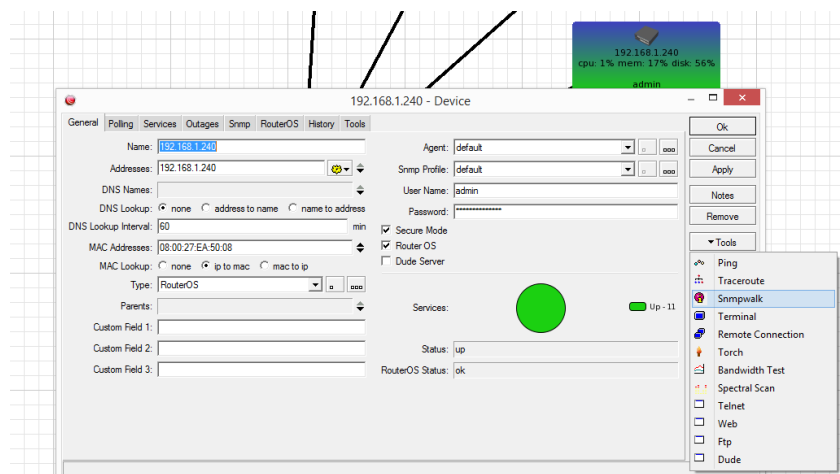 192.168.1.240
cpu: 1% mem: 17% disk: 56%
admin
192.168.1.240 - Device
General Polling Services Outages Snmp RouterOS History Tools
Name: 192.168.1.240
Addresses: 192.168.1.240
DNS Names:
DNS Lookup: none address to name name to address
DNS Lookup Interval: 60 min
MAC Addresses: 08:00:27:EA:50:08
MAC Lookup: none ip to mac mac to ip
Type: RouterOS
Parents:
Custom Field 1:
Custom Field 2:
Custom Field 3:
Agent: default
Snmp Profile: default
User Name: admin
Password: **************
Secure Mode
Router OS
Dude Server
Services: Up - 11
Status: up
RouterOS Status: ok
Ok
Cancel
Apply
Notes
Remove
Tools
Ping
Traceroute
Snmpwalk
Terminal
Remote Connection
Torch
Bandwidth Test
Spectral Scan
Telnet
Web
Ftp
Dude